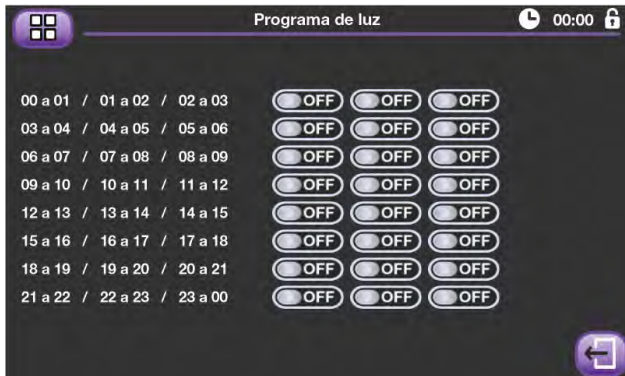 Programa de luz 00:00
00 a 01 / 01 a 02 / 02 a 03 OFF OFF OFF
03 a 04 / 04 a 05 / 05 a 06 OFF OFF OFF
06 a 07 / 07 a 08 / 08 a 09 OFF OFF OFF
09 a 10 / 10 a 11 / 11 a 12 OFF OFF OFF
12 a 13 / 13 a 14 / 14 a 15 OFF OFF OFF
15 a 16 / 16 a 17 / 17 a 18 OFF OFF OFF
18 a 19 / 19 a 20 / 20 a 21 OFF OFF OFF
21 a 22 / 22 a 23 / 23 a 00 OFF OFF OFF